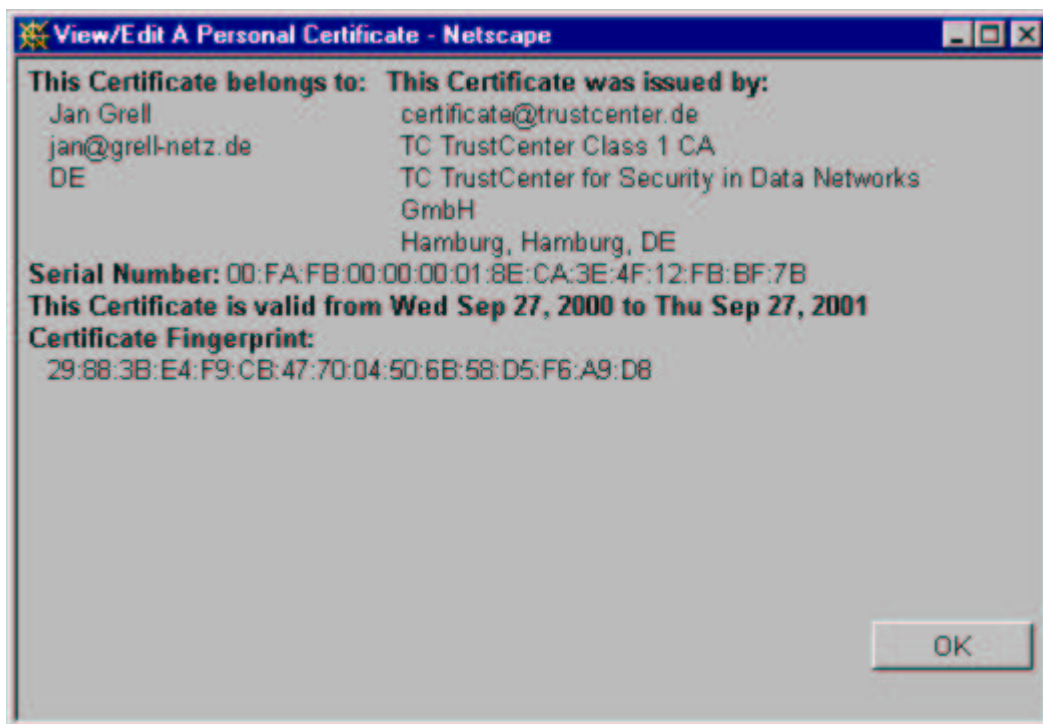 View/Edit A Personal Certificate - Netscape
This Certificate belongs to: This Certificate was issued by:
Jan Grell certificate@trustcenter.de
jan@grell-netz.de TC TrustCenter Class 1 CA
DE TC TrustCenter for Security in Data Networks
GmbH
Hamburg, Hamburg, DE
Serial Number: 00:FA:FB:00:00:00:01:8E:CA:3E:4F:12:FB:BF:7B
This Certificate is valid from Wed Sep 27, 2000 to Thu Sep 27, 2001
Certificate Fingerprint:
29:88:3B:E4:F9:CB:47:70:04:50:6B:58:D5:F6:A9:D8
OK